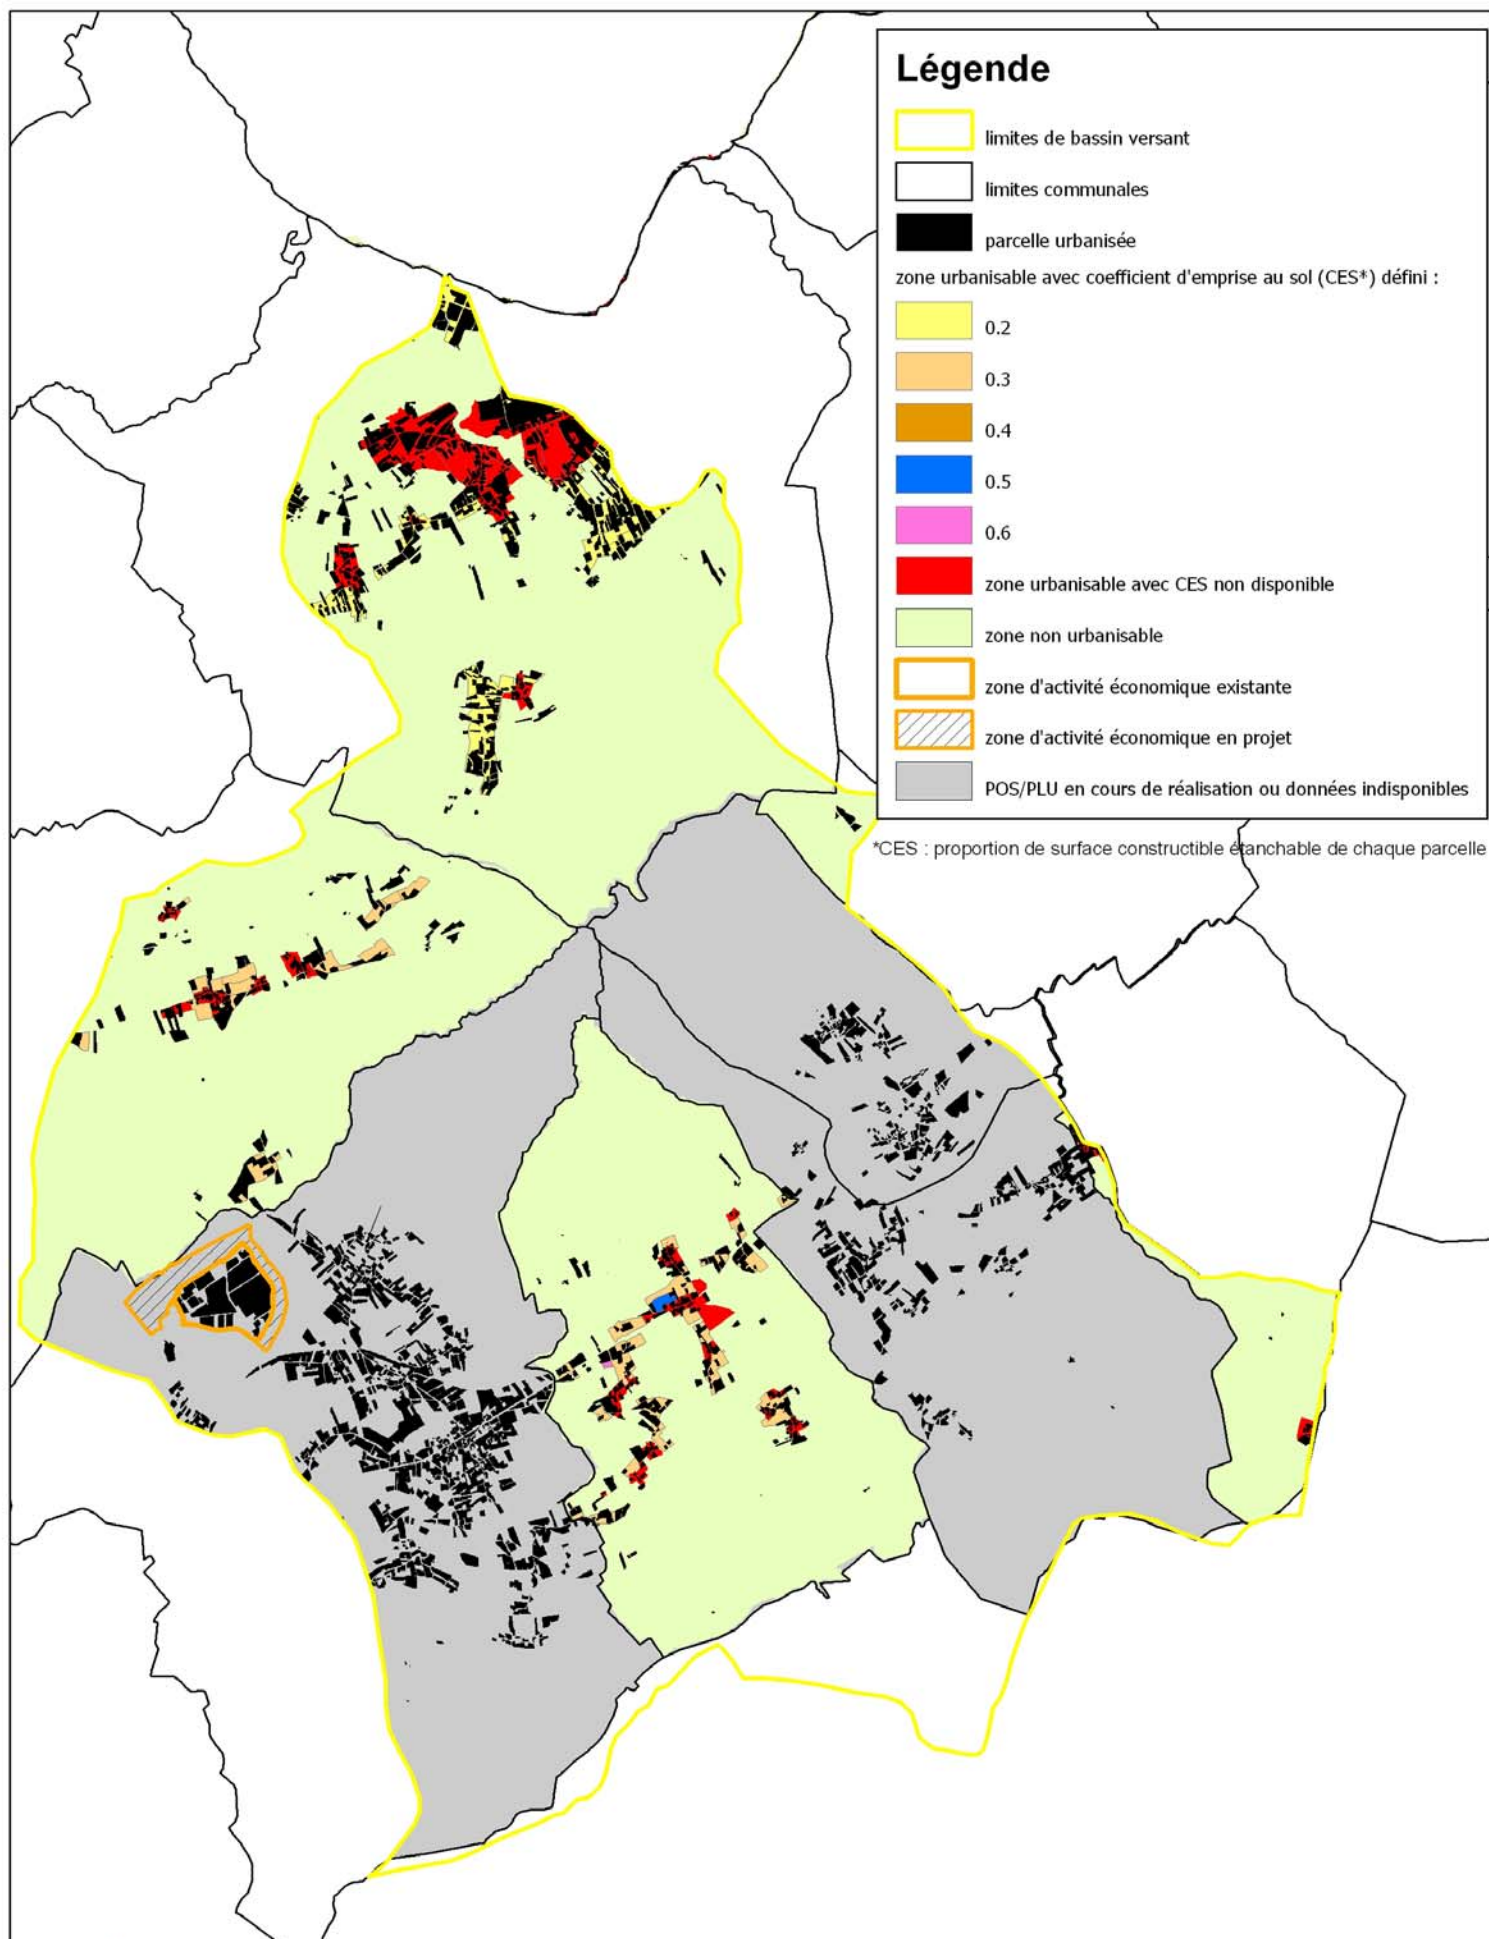 Légende
limites de bassin versant
limites communales
parcelle urbanisée
zone urbanisable avec coefficient d'emprise au sol (CES*) défini :
0.2
0.3
0.4
0.5
0.6
zone urbanisable avec CES non disponible
zone non urbanisable
zone d'activité économique existante
zone d'activité économique en projet
POS/PLU en cours de réalisation ou données indisponibles
*CES : proportion de surface constructible étanchable de chaque parcelle